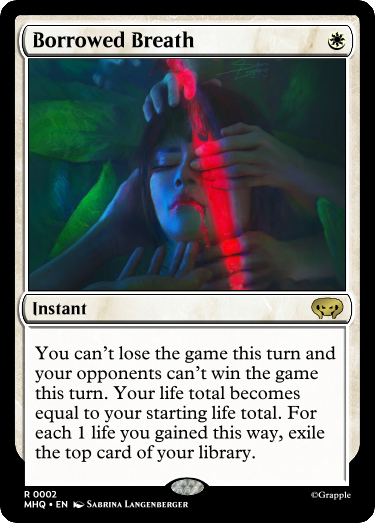 Borrowed Breath
Instant
You can't lose the game this turn and
your opponents can't win the game
this turn. Your life total becomes
equal to your starting life total. For
each 1 life you gained this way, exile
the top card of your library.
R 0002
MHQ • EN Sabrina Langenberger
©Grapple